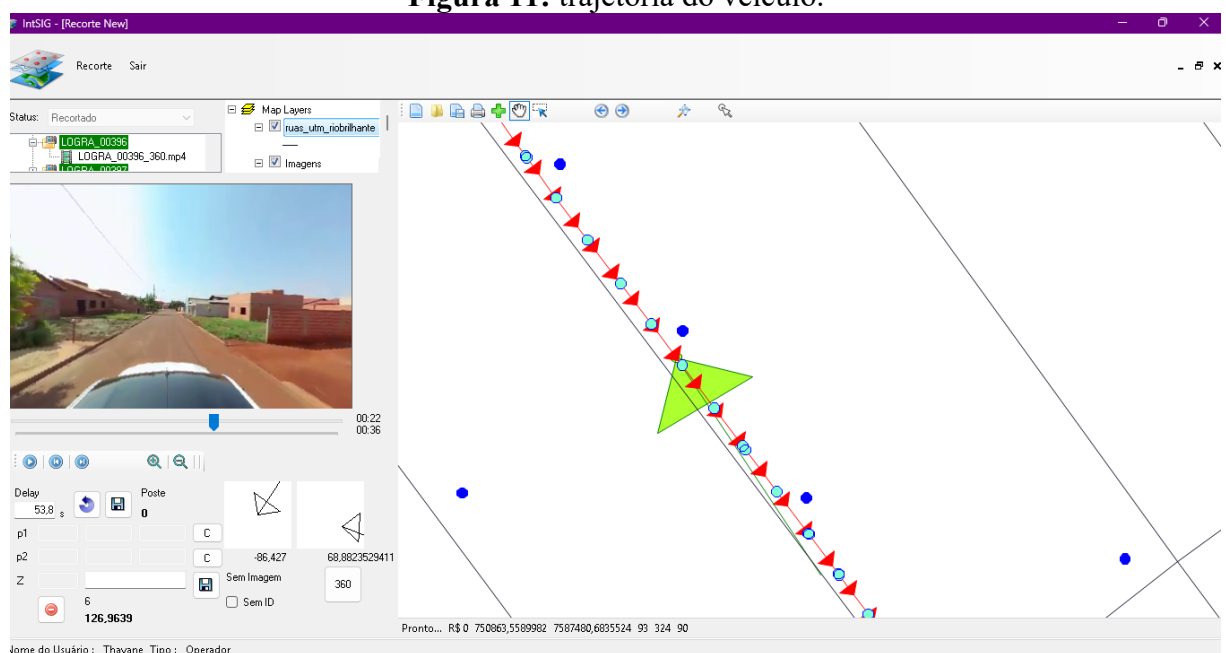 Figura 11: trajetória do veículo.
IntSIG - [Recorte New]
Recorte Sair
Status: Recortado
LOGRA_00396
LOGRA_00396_360.mp4
LOGRA_00397
Map Layers
ruas_utm_riobrilhante
Imagens
00:22
00:36
Delay
53,8 s
Poste
0
p1 C
p2 C
Z
-86,427 68,8823529411
Sem Imagem
360
Sem ID
6
126,9639
Pronto... R$ 0 750863,5589982 7587480,6835524 93 324 90
Nome do Usuário : Thayane Tipo : Operador